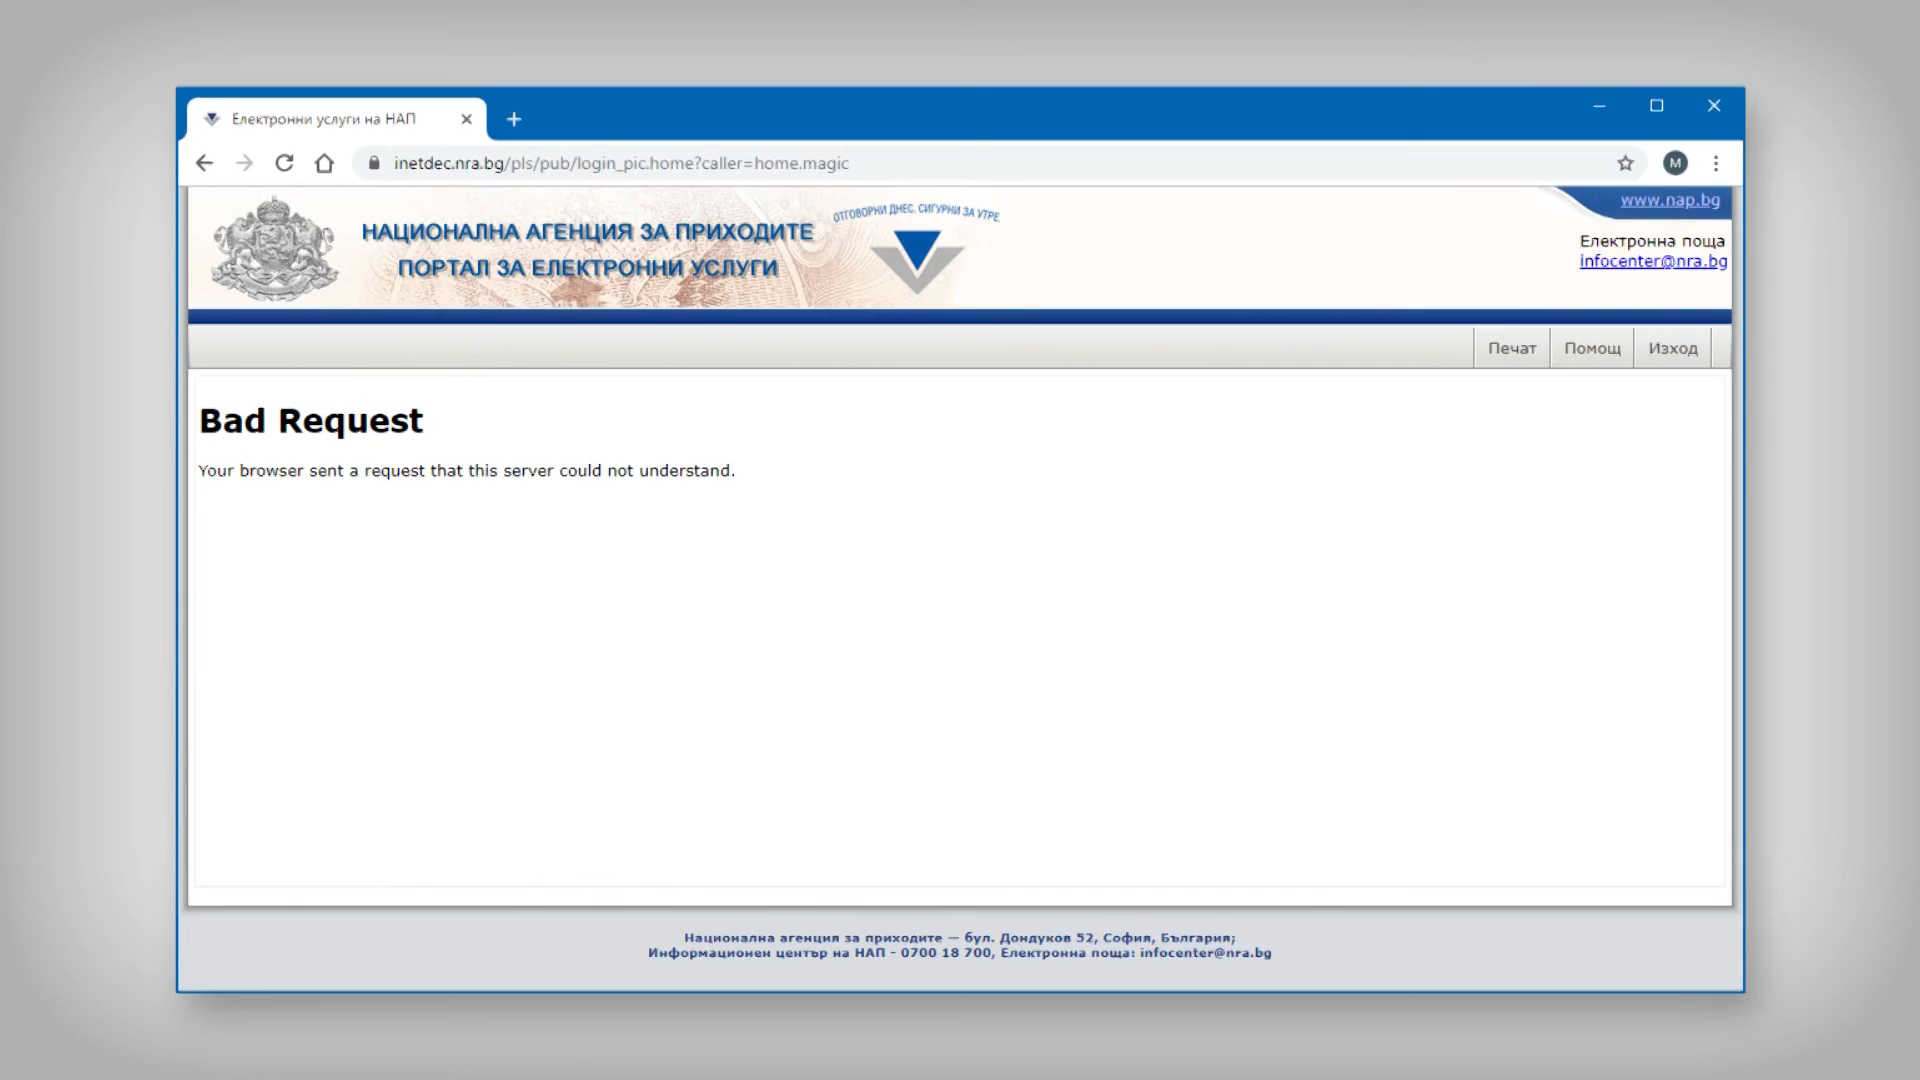 Електронни услуги на НАП
inetdec.nra.bg/pls/pub/login_pic.home?caller=home.magic
M
НАЦИОНАЛНА АГЕНЦИЯ ЗА ПРИХОДИТЕ
ПОРТАЛ ЗА ЕЛЕКТРОННИ УСЛУГИ
ОТГОВОРНИ ДНЕС. СИГУРНИ ЗА УТРЕ.
www.nap.bg
Електронна поща
infocenter@nra.bg
Печат Помощ Изход
Bad Request
Your browser sent a request that this server could not understand.
Национална агенция за приходите — бул. Дондуков 52, София, България;
Информационен център на НАП - 0700 18 700, Електронна поща: infocenter@nra.bg